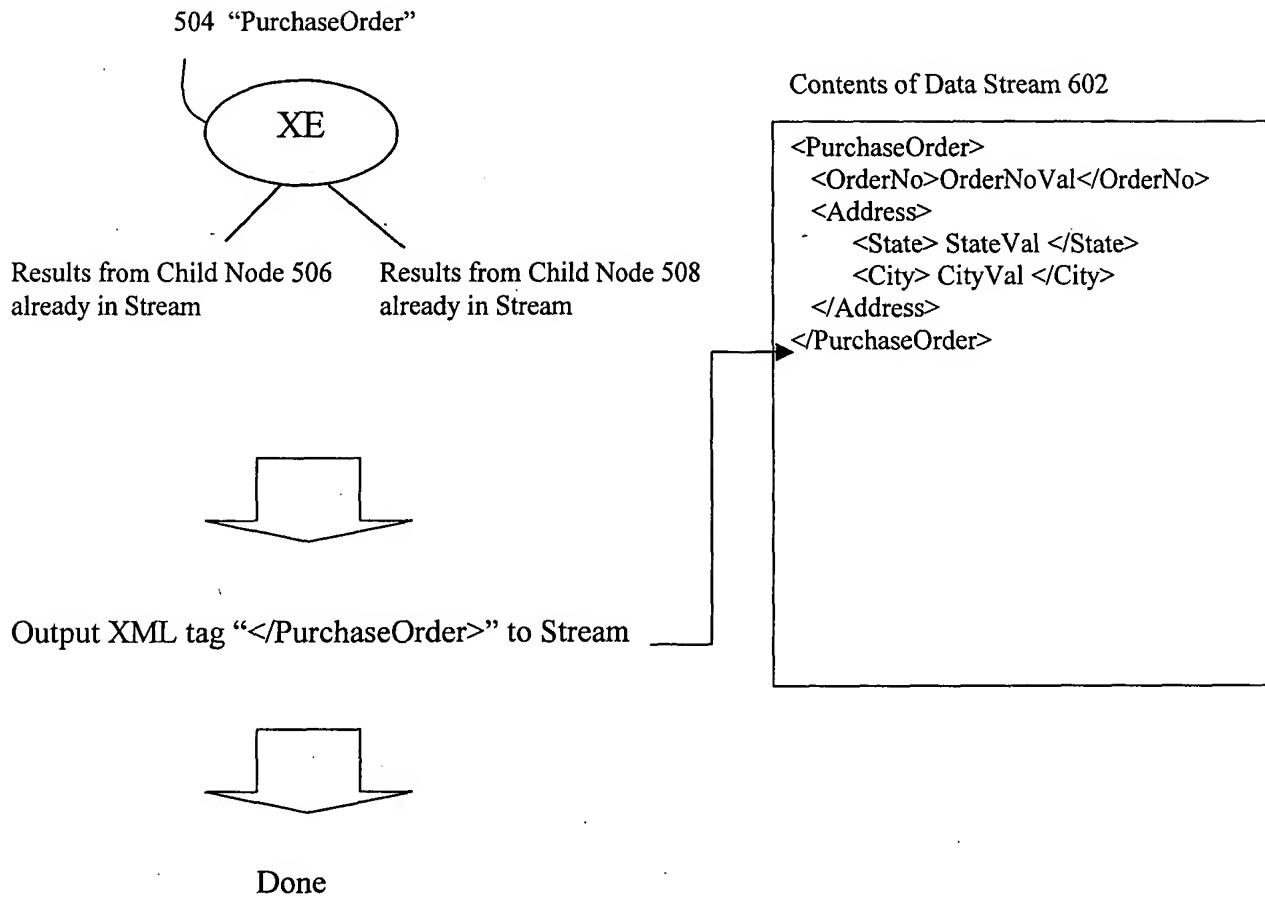 504 “PurchaseOrder”
XE
Results from Child Node 506
already in Stream
Results from Child Node 508
already in Stream
Output XML tag “</PurchaseOrder>” to Stream
Done
Contents of Data Stream 602
<PurchaseOrder>
<OrderNo>OrderNoVal</OrderNo>
<Address>
<State> StateVal </State>
<City> CityVal </City>
</Address>
</PurchaseOrder>